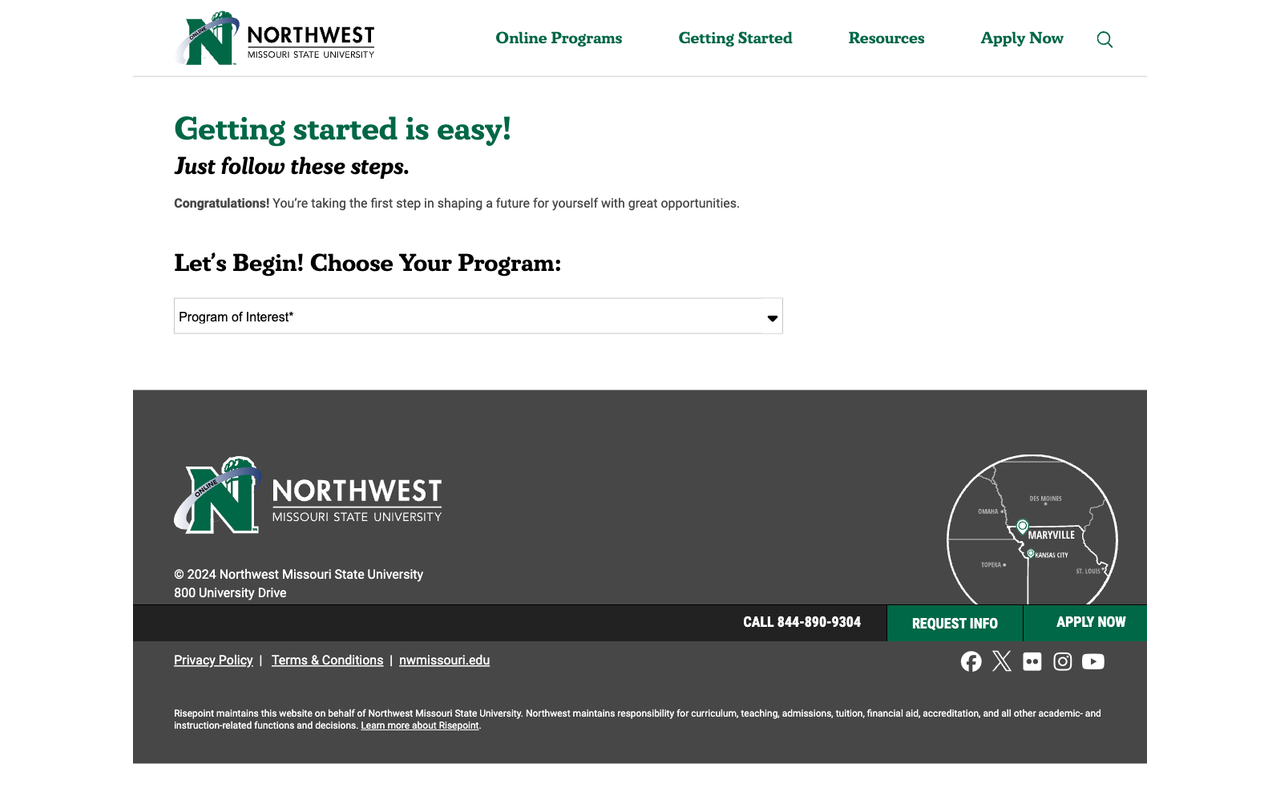 ONLINE
NORTHWEST
MISSOURI STATE UNIVERSITY
Online Programs
Getting Started
Resources
Apply Now
Getting started is easy!
Just follow these steps.
Congratulations! You’re taking the first step in shaping a future for yourself with great opportunities.
Let’s Begin! Choose Your Program:
Program of Interest*
ONLINE
NORTHWEST
MISSOURI STATE UNIVERSITY
DES MOINES
OMAHA
MARYVILLE
KANSAS CITY
TOPEKA
ST. LOUIS
© 2024 Northwest Missouri State University
800 University Drive
CALL 844-890-9304
REQUEST INFO
APPLY NOW
Privacy Policy | Terms & Conditions | nwmissouri.edu
Risepoint maintains this website on behalf of Northwest Missouri State University. Northwest maintains responsibility for curriculum, teaching, admissions, tuition, financial aid, accreditation, and all other academic- and
instruction-related functions and decisions. Learn more about Risepoint.